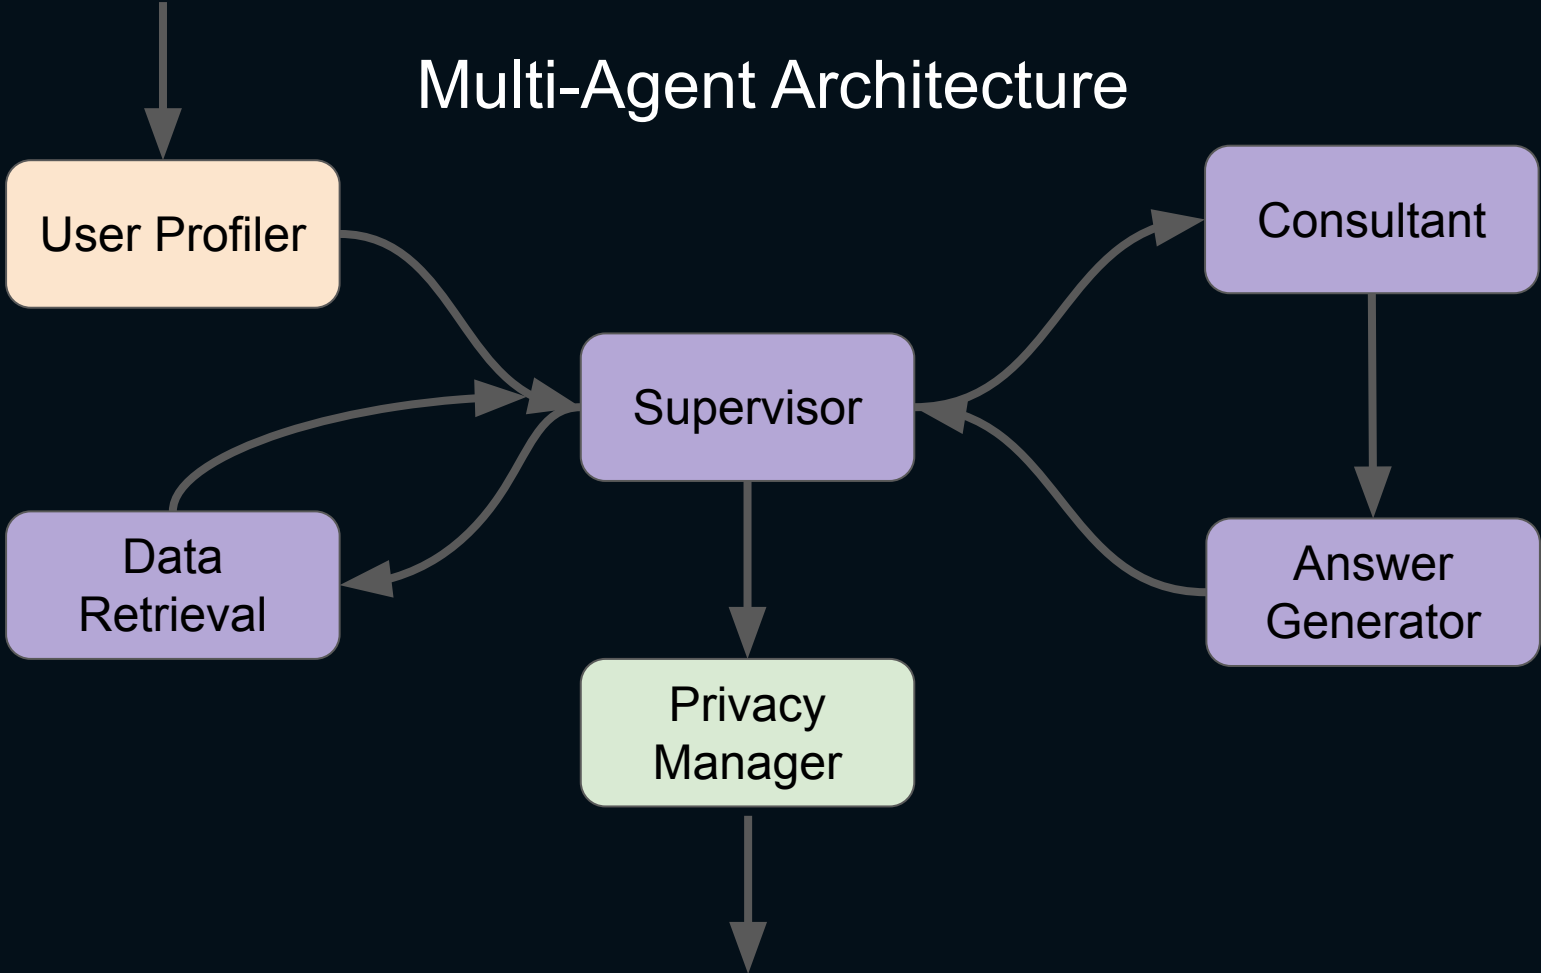 Multi-Agent Architecture
User Profiler
Consultant
Supervisor
Data
Retrieval
Answer
Generator
Privacy
Manager